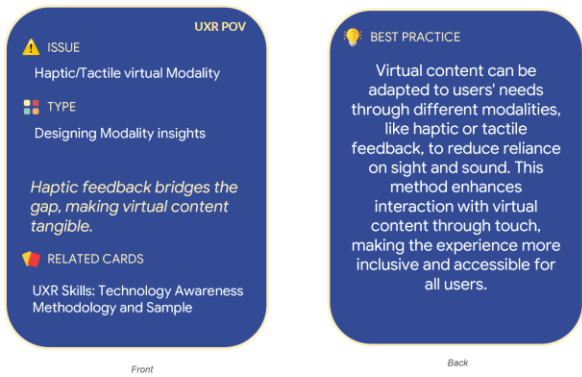 UXR POV
ISSUE
Haptic/Tactile virtual Modality
TYPE
Designing Modality insights
Haptic feedback bridges the
gap, making virtual content
tangible.
RELATED CARDS
UXR Skills: Technology Awareness
Methodology and Sample
Front
BEST PRACTICE
Virtual content can be
adapted to users' needs
through different modalities,
like haptic or tactile
feedback, to reduce reliance
on sight and sound. This
method enhances
interaction with virtual
content through touch,
making the experience more
inclusive and accessible for
all users.
Back